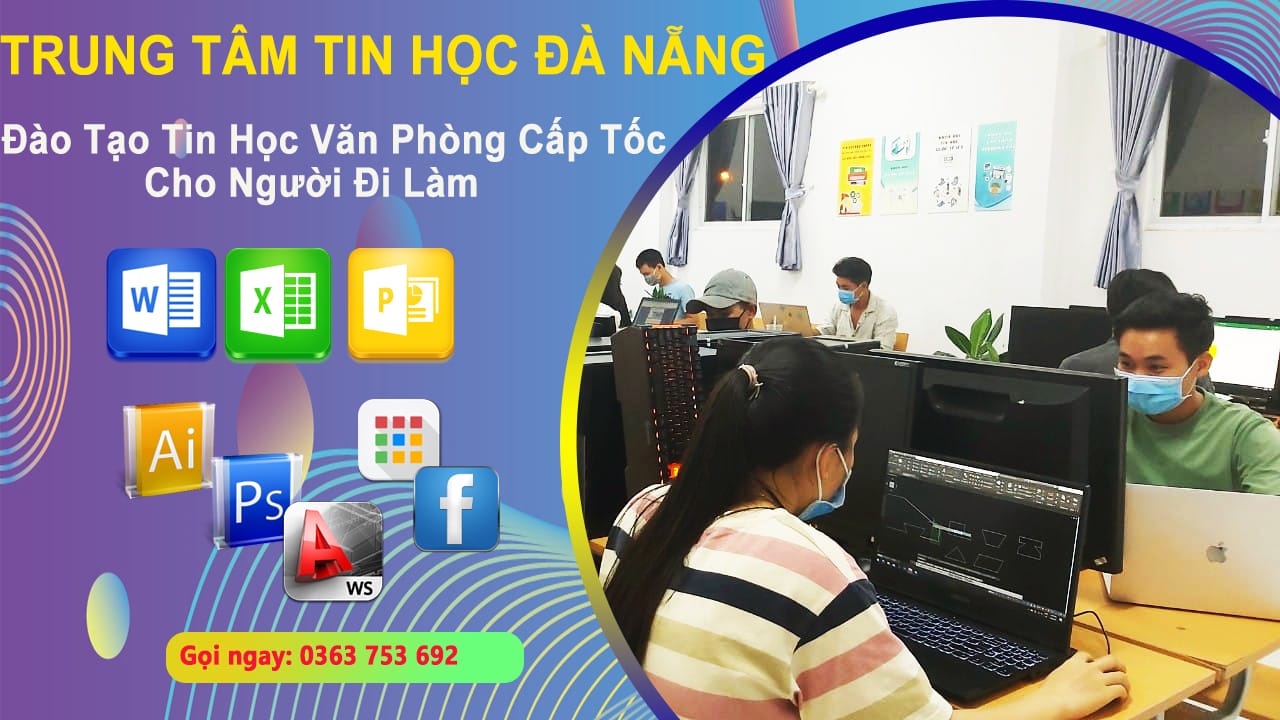 TRUNG TÂM TIN HỌC ĐÀ NẴNG
Đào Tạo Tin Học Văn Phòng Cấp Tốc
Cho Người Đi Làm
W
X
P
Ai
Ps
A
WS
f
Gọi ngay: 0363 753 692